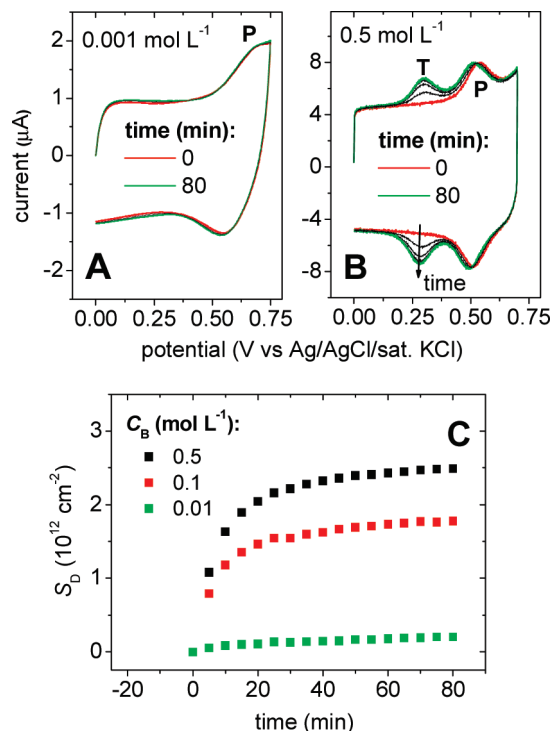 0.001 mol L⁻¹
P
time (min):
0
80
A
2
1
0
-1
-2
0.00 0.25 0.50 0.75
current (μA)
0.5 mol L⁻¹
T
P
time (min):
0
80
B
time
8
4
0
-4
-8
0.00 0.25 0.50 0.75
potential (V vs Ag/AgCl/sat. KCl)
C_B (mol L⁻¹):
0.5
0.1
0.01
C
3
2
1
0
S_D (10¹² cm⁻²)
-20 0 20 40 60 80
time (min)